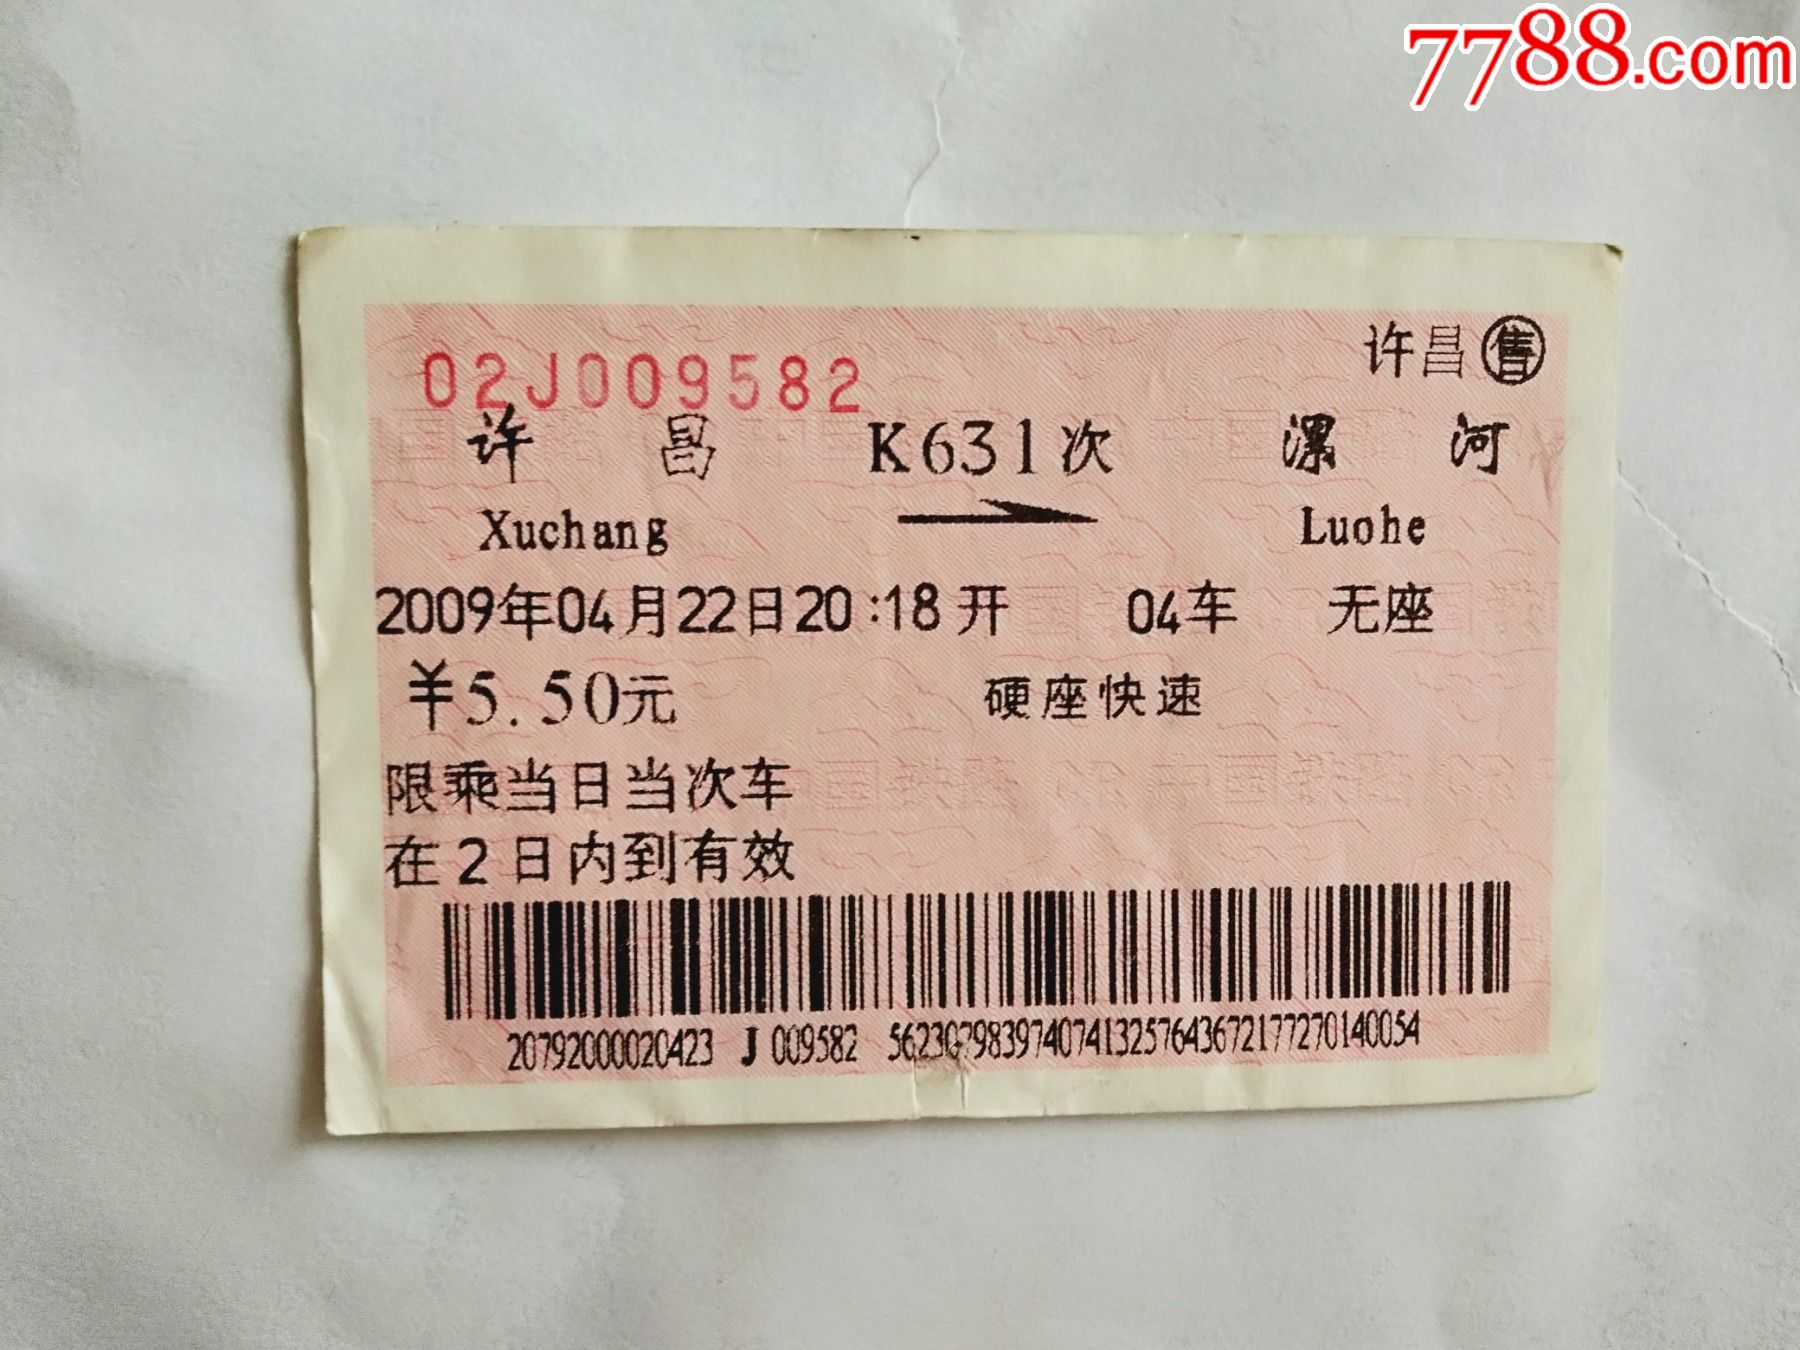 7788.com
许昌售
02J009582
许昌 K631次 漯河
Xuchang Luohe
2009年04月22日20:18开 04车 无座
¥5.50元 硬座快速
限乘当日当次车
在2日内到有效
20792000020423 J 009582 56230798397407413257643672177270140054